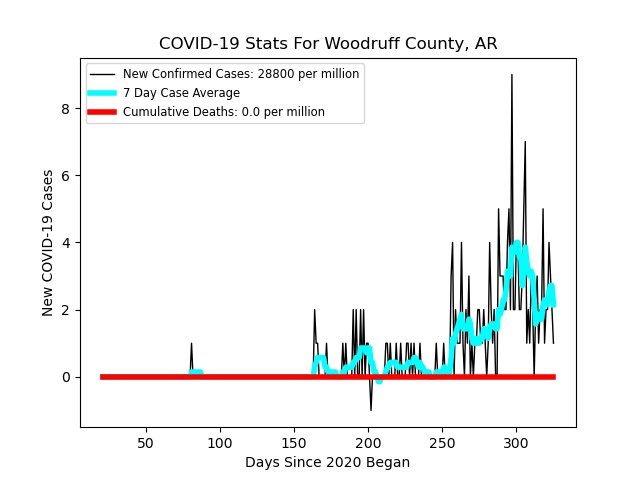 COVID-19 Stats For Woodruff County, AR
New Confirmed Cases: 28800 per million
7 Day Case Average
Cumulative Deaths: 0.0 per million
New COVID-19 Cases
8
6
4
2
0
50 100 150 200 250 300
Days Since 2020 Began